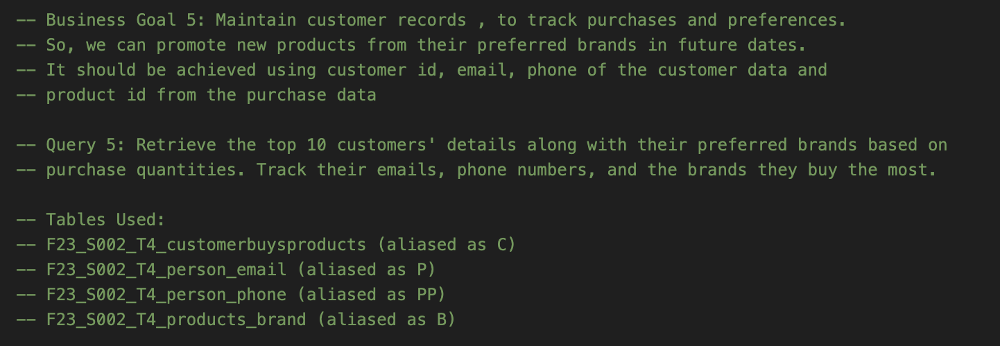 -- Business Goal 5: Maintain customer records , to track purchases and preferences.
-- So, we can promote new products from their preferred brands in future dates.
-- It should be achieved using customer id, email, phone of the customer data and
-- product id from the purchase data
-- Query 5: Retrieve the top 10 customers' details along with their preferred brands based on
-- purchase quantities. Track their emails, phone numbers, and the brands they buy the most.
-- Tables Used:
-- F23_S002_T4_customerbuysproducts (aliased as C)
-- F23_S002_T4_person_email (aliased as P)
-- F23_S002_T4_person_phone (aliased as PP)
-- F23_S002_T4_products_brand (aliased as B)